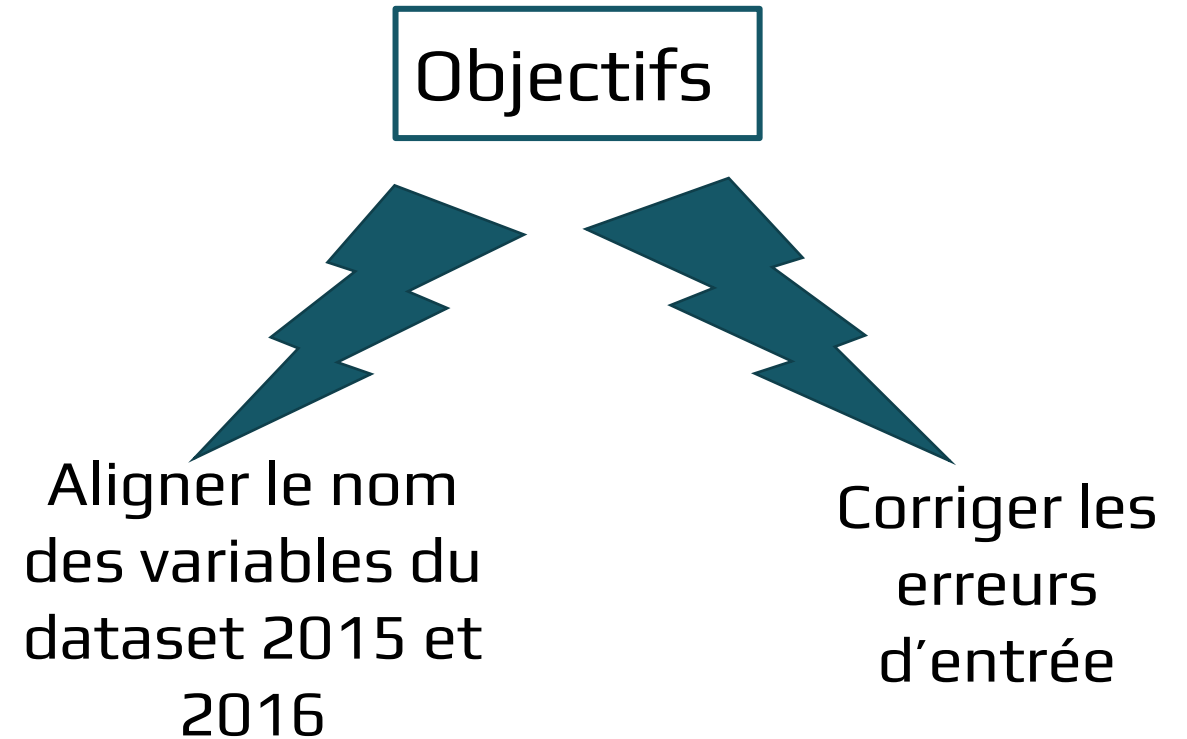 Objectifs
Aligner le nom
des variables du
dataset 2015 et
2016
Corriger les
erreurs
d’entrée